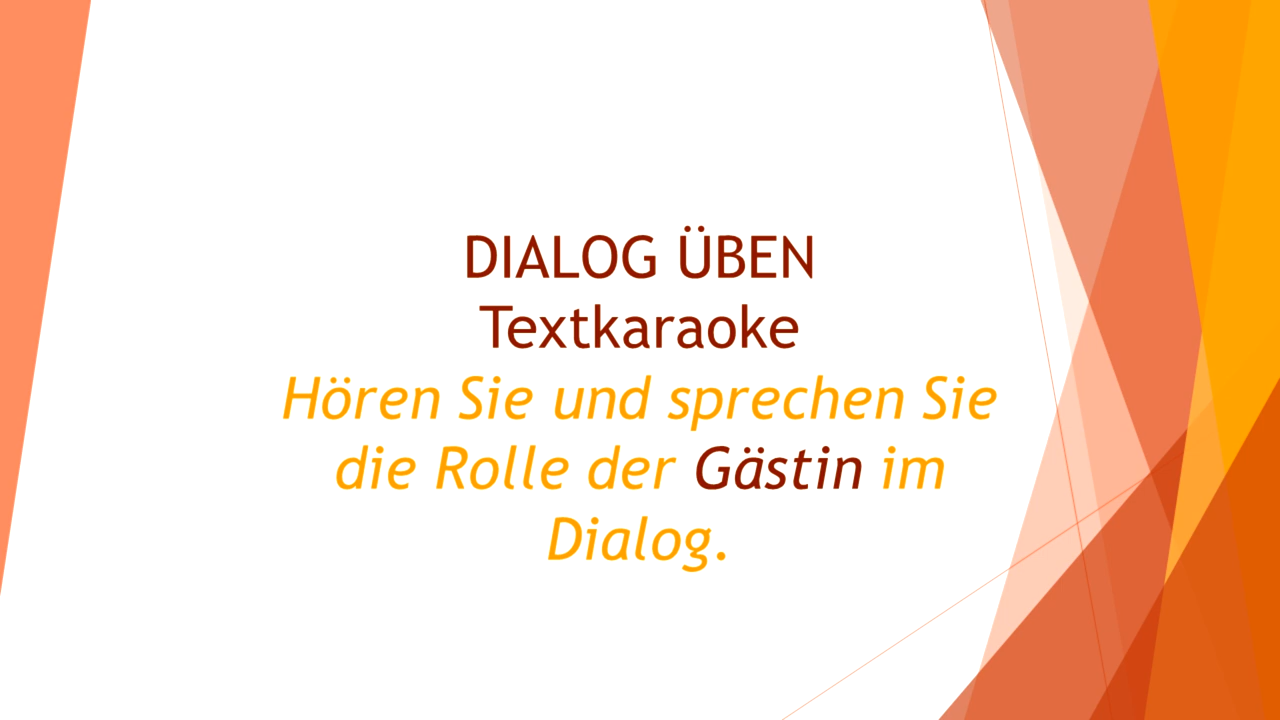 DIALOG ÜBEN
Textkaraoke
Hören Sie und sprechen Sie
die Rolle der Gästin im
Dialog.